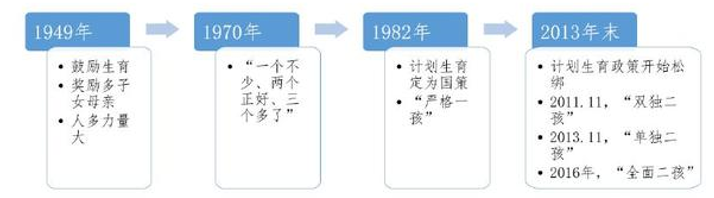 1949年
鼓励生育
奖励多子
女母亲
人多力量
大
1970年
“一个不
少、两个
正好、三
个多了”
1982年
计划生育
定为国策
“严格一
孩”
2013年末
计划生育政策开始松
绑
2011.11,“双独二
孩”
2013.11,“单独二
孩”
2016年,“全面二孩”